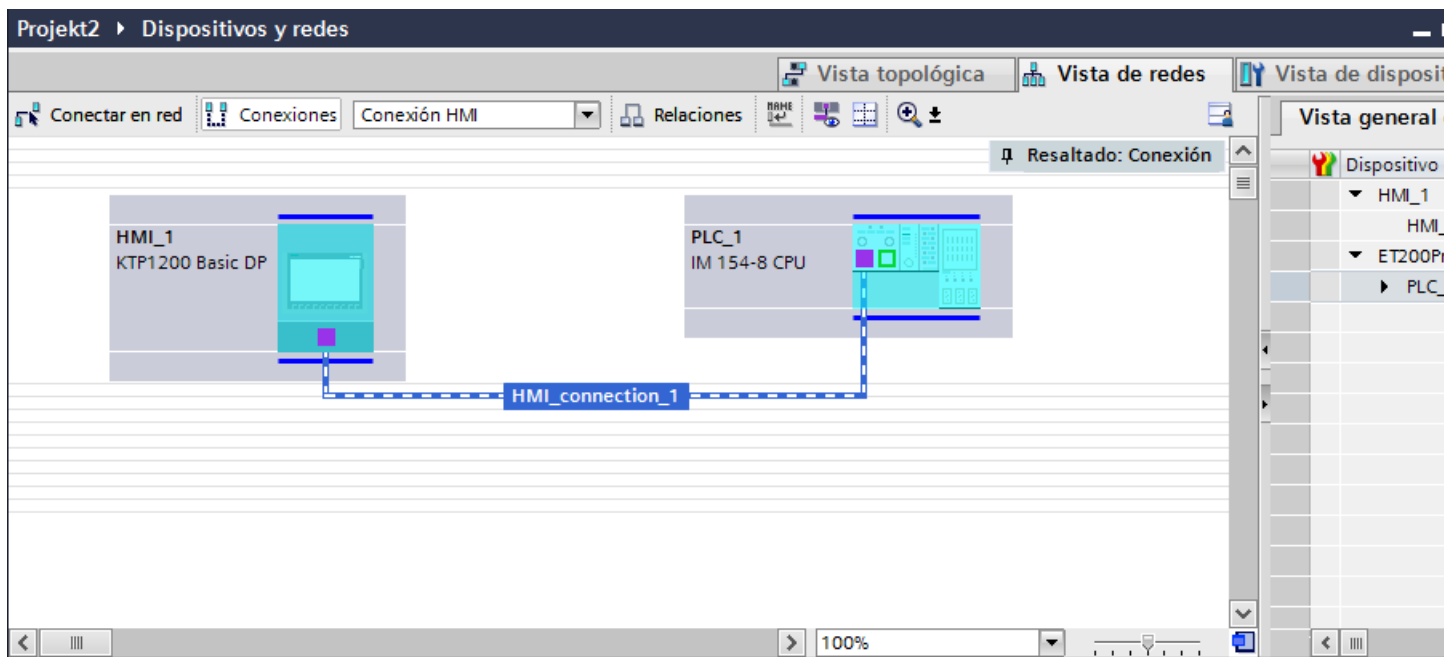 Projekt2 ▸ Dispositivos y redes
Vista topológica
Vista de redes
Vista de disposit
Conectar en red
Conexiones
Conexión HMI
Relaciones
NAME
Vista general
Resaltado: Conexión
Dispositivo
HMI_1
HMI_
ET200Pr
PLC_
HMI_1
KTP1200 Basic DP
PLC_1
IM 154-8 CPU
HMI_connection_1
100%